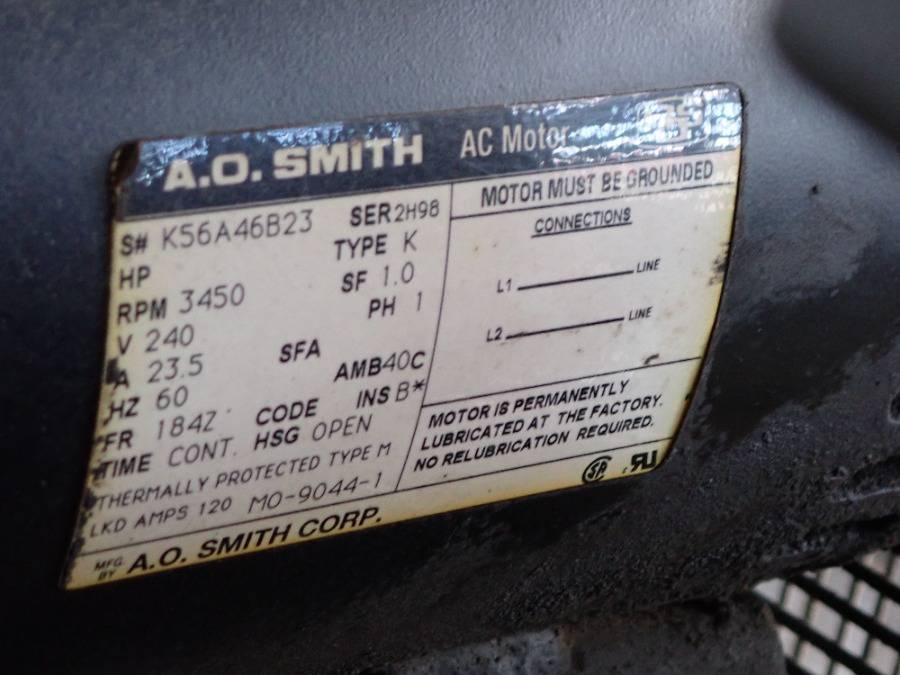 A.O. SMITH AC Motor
S# K56A46B23 SER 2H98
HP TYPE K
RPM 3450 SF 1.0
V 240 PH 1
A 23.5 SFA
HZ 60 AMB40C
FR 184Z CODE INS B*
TIME CONT. HSG OPEN
THERMALLY PROTECTED TYPE M
LKD AMPS 120 MO-9044-1
MOTOR MUST BE GROUNDED
CONNECTIONS
L1 LINE
L2 LINE
MOTOR IS PERMANENTLY
LUBRICATED AT THE FACTORY.
NO RELUBRICATION REQUIRED.
MFG. BY A.O. SMITH CORP.